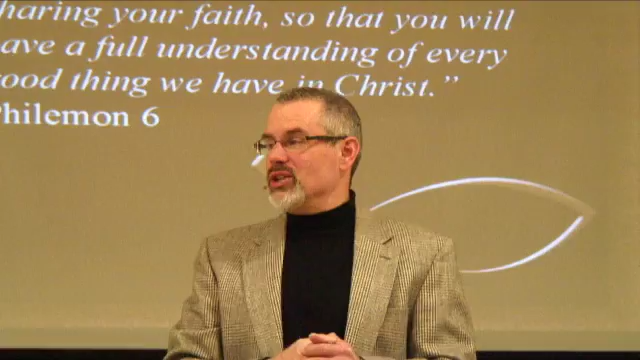 haring your faith, so that you will
ave a full understanding of every
ood thing we have in Christ."
hilemon 6